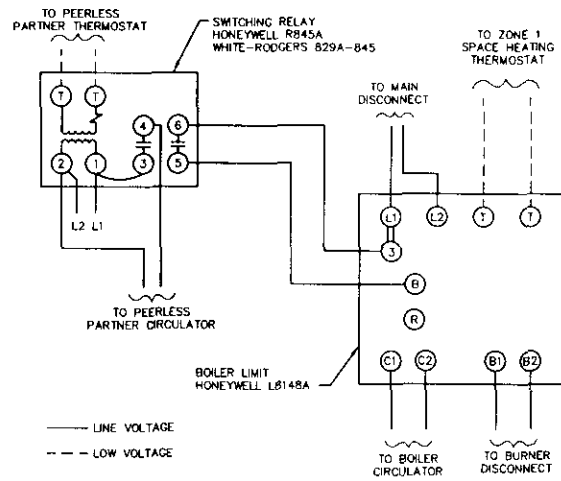 TO PEERLESS
PARTNER THERMOSTAT
SWITCHING RELAY
HONEYWELL R845A
WHITE-RODGERS 829A-845
TO ZONE 1
SPACE HEATING
THERMOSTAT
TO MAIN
DISCONNECT
T T
4 6
2 1 3 5
L2 L1
L1 L2 T T
3
B
R
TO PEERLESS
PARTNER CIRCULATOR
BOILER LIMIT
HONEYWELL L8148A
C1 C2 B1 B2
LINE VOLTAGE
LOW VOLTAGE
TO BOILER
CIRCULATOR
TO BURNER
DISCONNECT